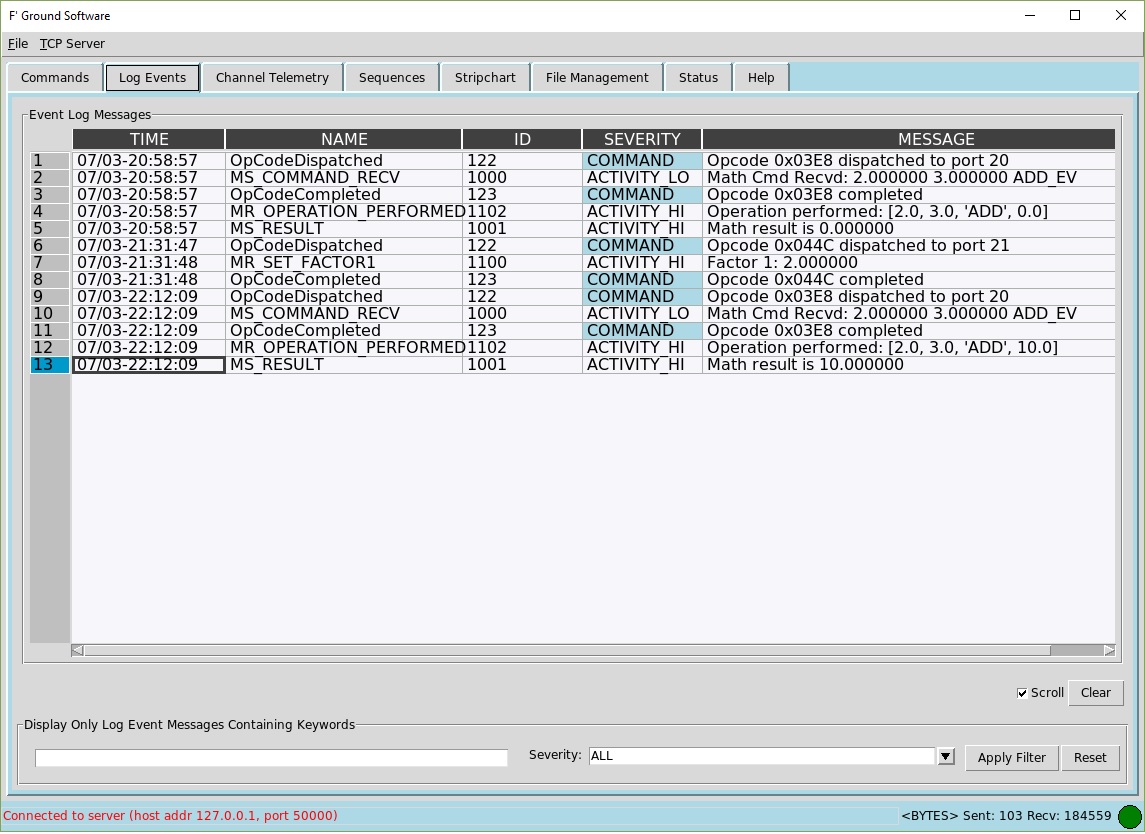 F' Ground Software
File TCP Server
Commands Log Events Channel Telemetry Sequences Stripchart File Management Status Help
Event Log Messages
TIME NAME ID SEVERITY MESSAGE
1 07/03-20:58:57 OpCodeDispatched 122 COMMAND Opcode 0x03E8 dispatched to port 20
2 07/03-20:58:57 MS_COMMAND_RECV 1000 ACTIVITY_LO Math Cmd Recvd: 2.000000 3.000000 ADD_EV
3 07/03-20:58:57 OpCodeCompleted 123 COMMAND Opcode 0x03E8 completed
4 07/03-20:58:57 MR_OPERATION_PERFORMED 1102 ACTIVITY_HI Operation performed: [2.0, 3.0, 'ADD', 0.0]
5 07/03-20:58:57 MS_RESULT 1001 ACTIVITY_HI Math result is 0.000000
6 07/03-21:31:47 OpCodeDispatched 122 COMMAND Opcode 0x044C dispatched to port 21
7 07/03-21:31:48 MR_SET_FACTOR1 1100 ACTIVITY_HI Factor 1: 2.000000
8 07/03-21:31:48 OpCodeCompleted 123 COMMAND Opcode 0x044C completed
9 07/03-22:12:09 OpCodeDispatched 122 COMMAND Opcode 0x03E8 dispatched to port 20
10 07/03-22:12:09 MS_COMMAND_RECV 1000 ACTIVITY_LO Math Cmd Recvd: 2.000000 3.000000 ADD_EV
11 07/03-22:12:09 OpCodeCompleted 123 COMMAND Opcode 0x03E8 completed
12 07/03-22:12:09 MR_OPERATION_PERFORMED 1102 ACTIVITY_HI Operation performed: [2.0, 3.0, 'ADD', 10.0]
13 07/03-22:12:09 MS_RESULT 1001 ACTIVITY_HI Math result is 10.000000
Scroll Clear
Display Only Log Event Messages Containing Keywords
Severity: ALL Apply Filter Reset
Connected to server (host addr 127.0.0.1, port 50000) <BYTES> Sent: 103 Recv: 184559